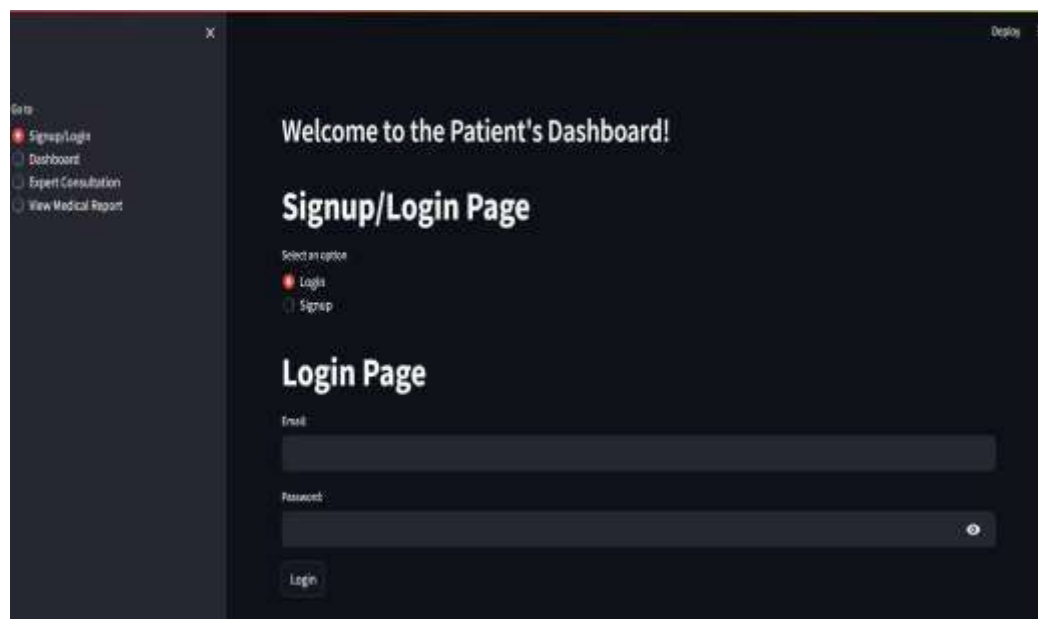 X
Deploy
Go to
Signup/Login
Dashboard
Expert Consultation
View Medical Report
Welcome to the Patient's Dashboard!
Signup/Login Page
Select an option
Login
Signup
Login Page
Email:
Password:
Login